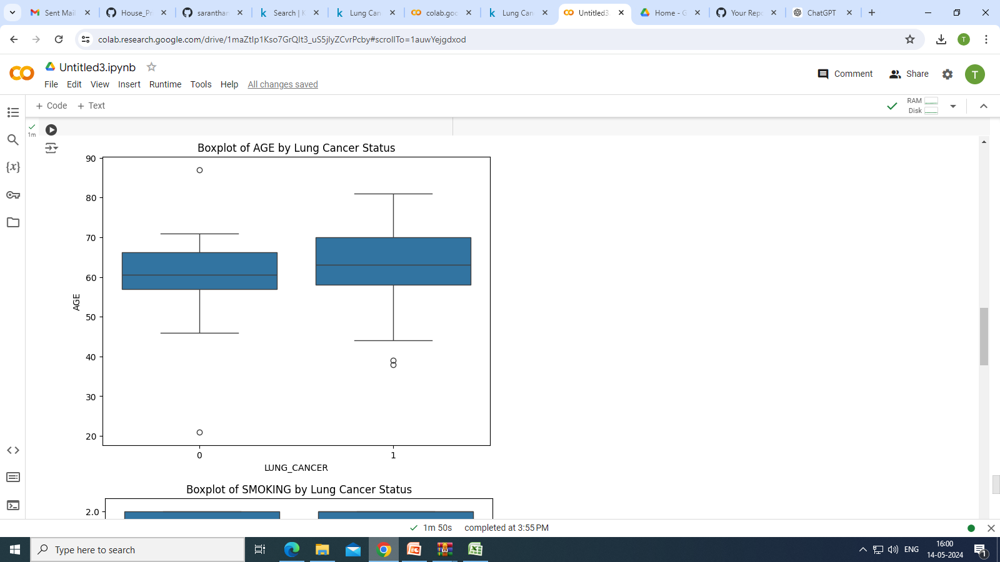 Sent Mail
House_Pr
saranthar
Search | K
Lung Can
colab.goo
Lung Can
Untitled3
Home - G
Your Repo
ChatGPT
colab.research.google.com/drive/1maZtIp1Kso7GrQIt3_uS5jlyZCvrPcby#scrollTo=1auwYejgdxod
T
Untitled3.ipynb
File Edit View Insert Runtime Tools Help All changes saved
Comment
Share
T
+ Code + Text
RAM
Disk
1m
{x}
Boxplot of AGE by Lung Cancer Status
90
80
70
60
50
40
30
20
AGE
0 1
LUNG_CANCER
Boxplot of SMOKING by Lung Cancer Status
2.0
1m 50s completed at 3:55 PM
Type here to search
ENG
16:00
14-05-2024
1